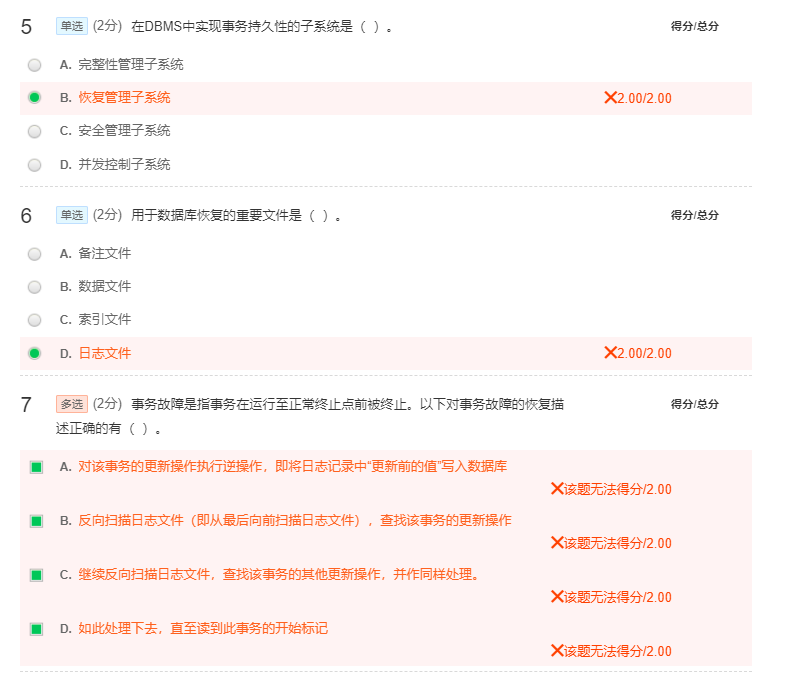 5 单选 (2分) 在DBMS中实现事务持久性的子系统是（ ）。 得分/总分
A. 完整性管理子系统
B. 恢复管理子系统 2.00/2.00
C. 安全管理子系统
D. 并发控制子系统
6 单选 (2分) 用于数据库恢复的重要文件是（ ）。 得分/总分
A. 备注文件
B. 数据文件
C. 索引文件
D. 日志文件 2.00/2.00
7 多选 (2分) 事务故障是指事务在运行至正常终止点前被终止。以下对事务故障的恢复描 得分/总分
述正确的有（ ）。
A. 对该事务的更新操作执行逆操作，即将日志记录中“更新前的值”写入数据库
该题无法得分/2.00
B. 反向扫描日志文件（即从最后向前扫描日志文件），查找该事务的更新操作
该题无法得分/2.00
C. 继续反向扫描日志文件，查找该事务的其他更新操作，并作同样处理。
该题无法得分/2.00
D. 如此处理下去，直至读到此事务的开始标记
该题无法得分/2.00